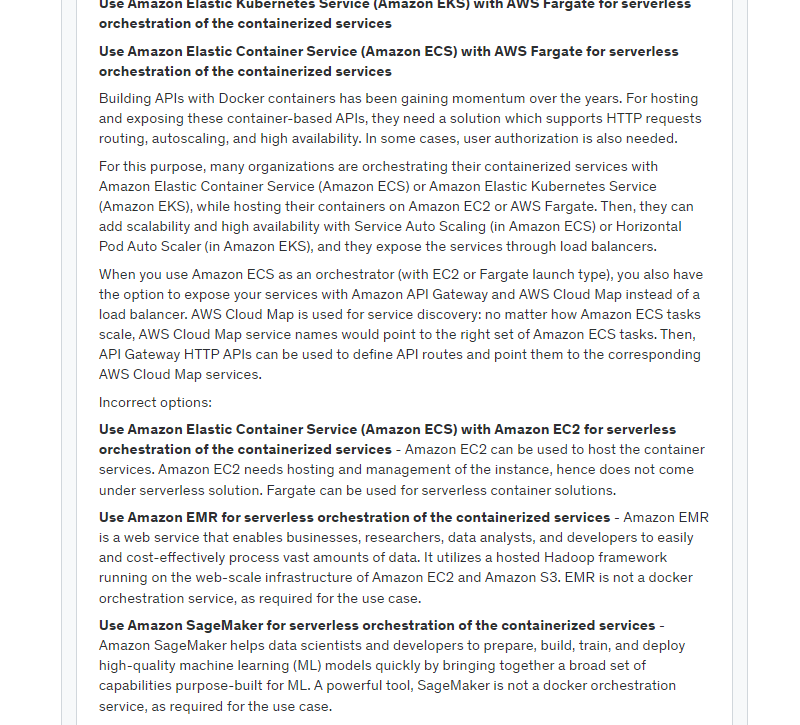 Use Amazon Elastic Kubernetes Service (Amazon EKS) with AWS Fargate for serverless
orchestration of the containerized services
Use Amazon Elastic Container Service (Amazon ECS) with AWS Fargate for serverless
orchestration of the containerized services
Building APIs with Docker containers has been gaining momentum over the years. For hosting
and exposing these container-based APIs, they need a solution which supports HTTP requests
routing, autoscaling, and high availability. In some cases, user authorization is also needed.
For this purpose, many organizations are orchestrating their containerized services with
Amazon Elastic Container Service (Amazon ECS) or Amazon Elastic Kubernetes Service
(Amazon EKS), while hosting their containers on Amazon EC2 or AWS Fargate. Then, they can
add scalability and high availability with Service Auto Scaling (in Amazon ECS) or Horizontal
Pod Auto Scaler (in Amazon EKS), and they expose the services through load balancers.
When you use Amazon ECS as an orchestrator (with EC2 or Fargate launch type), you also have
the option to expose your services with Amazon API Gateway and AWS Cloud Map instead of a
load balancer. AWS Cloud Map is used for service discovery: no matter how Amazon ECS tasks
scale, AWS Cloud Map service names would point to the right set of Amazon ECS tasks. Then,
API Gateway HTTP APIs can be used to define API routes and point them to the corresponding
AWS Cloud Map services.
Incorrect options:
Use Amazon Elastic Container Service (Amazon ECS) with Amazon EC2 for serverless
orchestration of the containerized services - Amazon EC2 can be used to host the container
services. Amazon EC2 needs hosting and management of the instance, hence does not come
under serverless solution. Fargate can be used for serverless container solutions.
Use Amazon EMR for serverless orchestration of the containerized services - Amazon EMR
is a web service that enables businesses, researchers, data analysts, and developers to easily
and cost-effectively process vast amounts of data. It utilizes a hosted Hadoop framework
running on the web-scale infrastructure of Amazon EC2 and Amazon S3. EMR is not a docker
orchestration service, as required for the use case.
Use Amazon SageMaker for serverless orchestration of the containerized services -
Amazon SageMaker helps data scientists and developers to prepare, build, train, and deploy
high-quality machine learning (ML) models quickly by bringing together a broad set of
capabilities purpose-built for ML. A powerful tool, SageMaker is not a docker orchestration
service, as required for the use case.